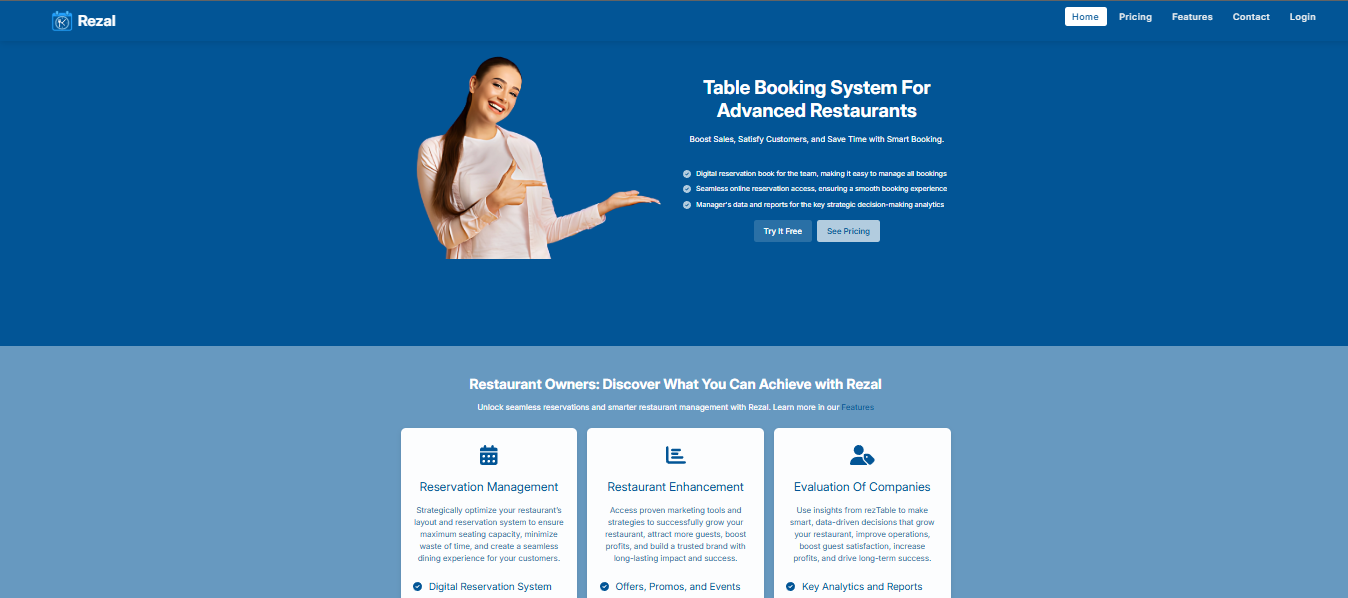 Rezal
Home
Pricing
Features
Contact
Login
Table Booking System For
Advanced Restaurants
Boost Sales, Satisfy Customers, and Save Time with Smart Booking.
Digital reservation book for the team, making it easy to manage all bookings
Seamless online reservation access, ensuring a smooth booking experience
Manager's data and reports for the key strategic decision-making analytics
Try It Free
See Pricing
Restaurant Owners: Discover What You Can Achieve with Rezal
Unlock seamless reservations and smarter restaurant management with Rezal. Learn more in our Features
Reservation Management
Strategically optimize your restaurant's
layout and reservation system to ensure
maximum seating capacity, minimize
waste of time, and create a seamless
dining experience for your customers.
Digital Reservation System
Restaurant Enhancement
Access proven marketing tools and
strategies to successfully grow your
restaurant, attract more guests, boost
profits, and build a trusted brand with
long-lasting impact and success.
Offers, Promos, and Events
Evaluation Of Companies
Use insights from rezTable to make
smart, data-driven decisions that grow
your restaurant, improve operations,
boost guest satisfaction, increase
profits, and drive long-term success.
Key Analytics and Reports